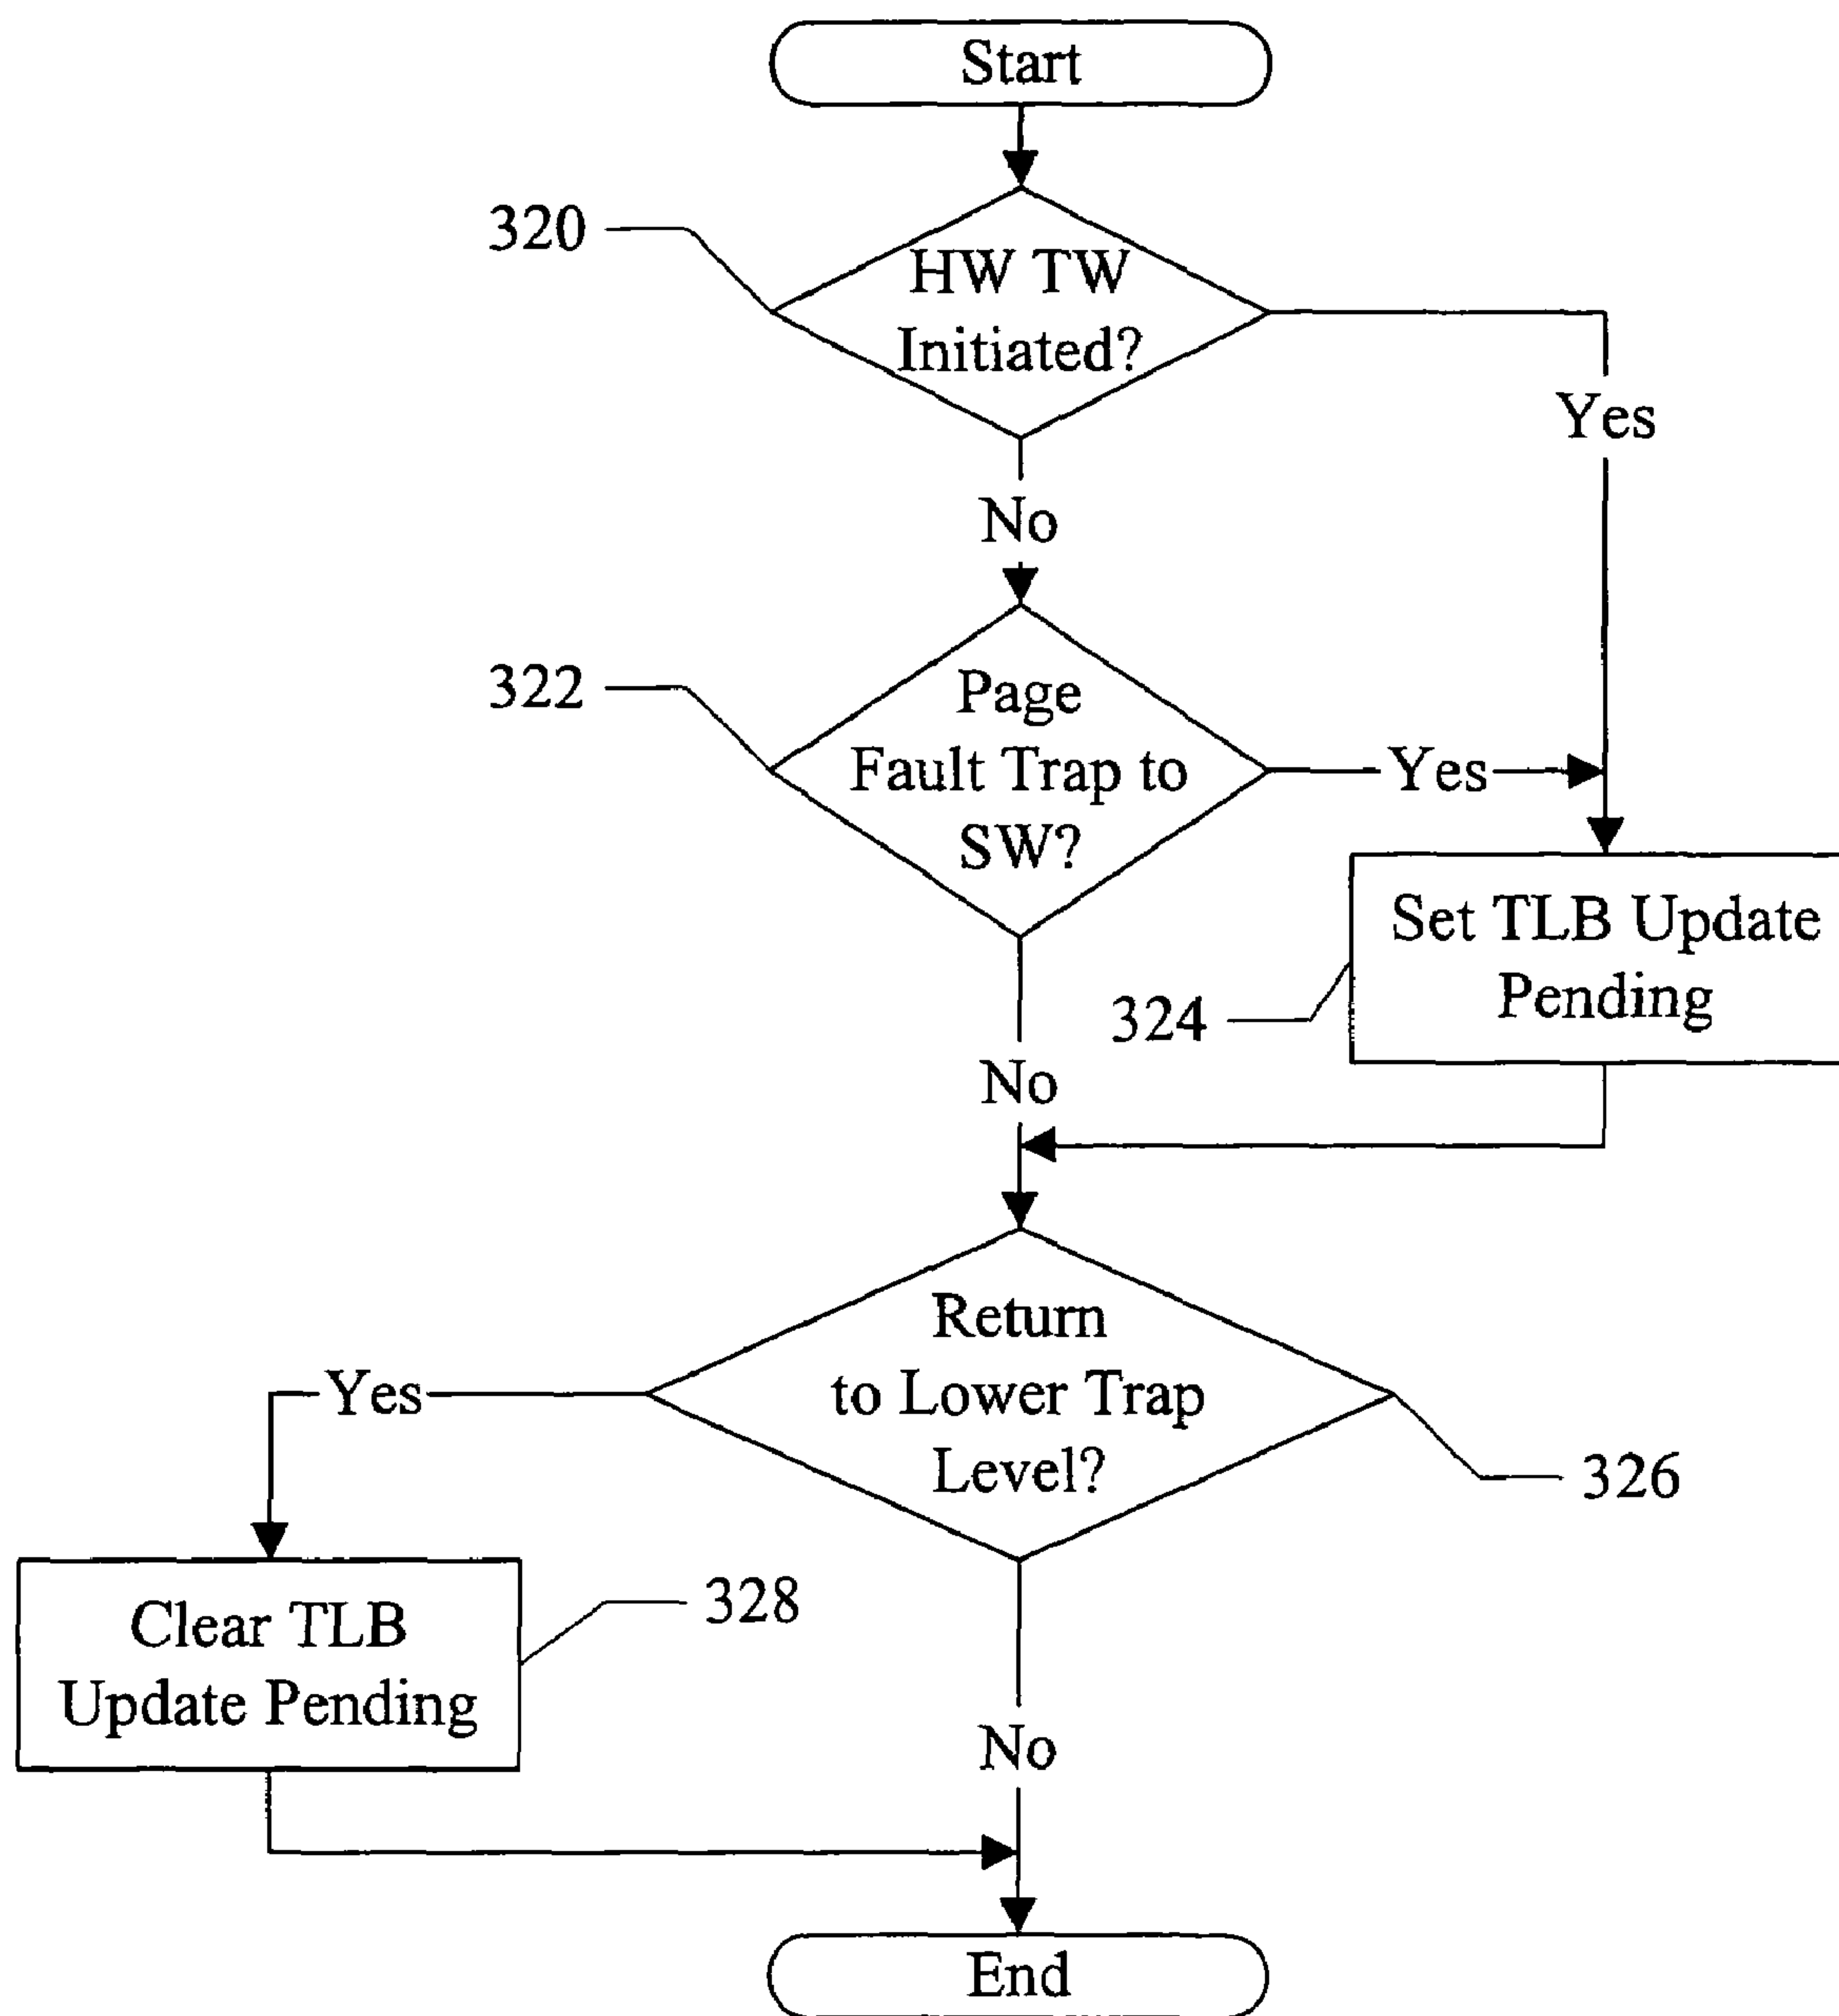 Start
320
HW TW
Initiated?
Yes
No
322
Page
Fault Trap to
SW?
Yes
Set TLB Update
Pending
324
No
Return
to Lower Trap
Level?
Yes
326
328
Clear TLB
Update Pending
No
End